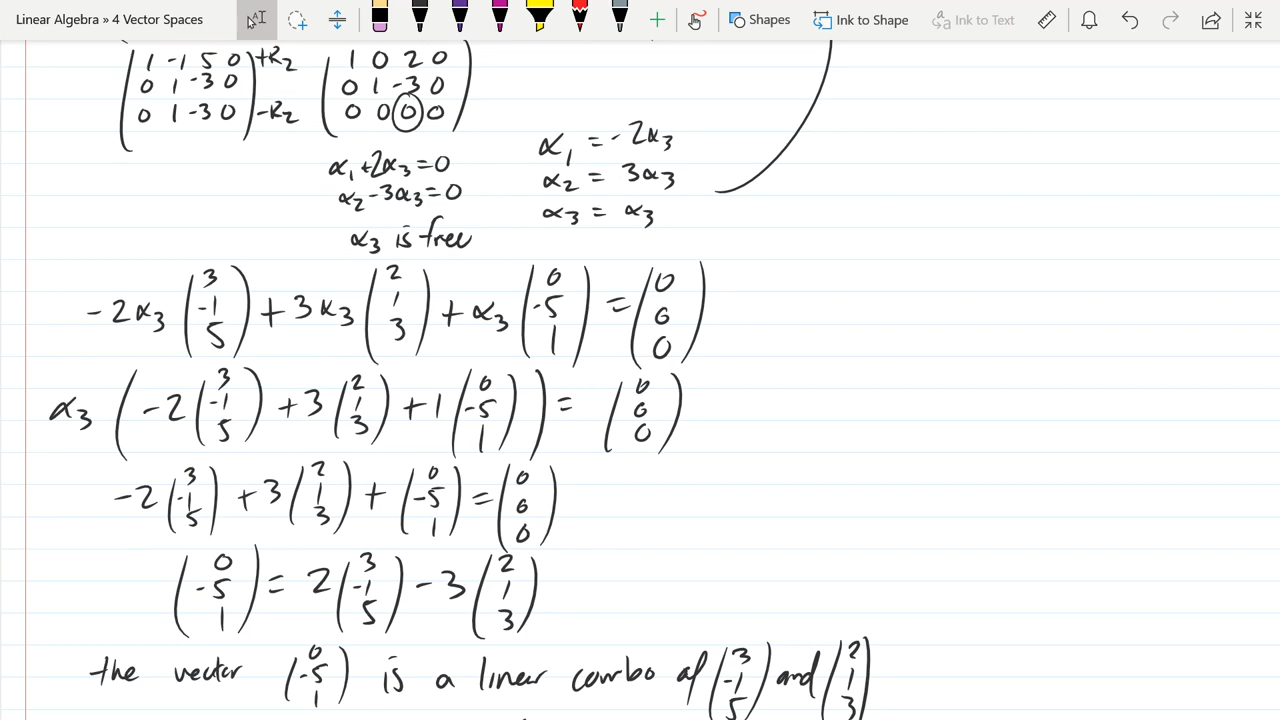 Linear Algebra » 4 Vector Spaces
Shapes
Ink to Shape
Ink to Text
( 1 -1 5 0 ) +R2 ( 1 0 2 0 )
( 0 1 -3 0 ) ( 0 1 -3 0 )
( 0 1 -3 0 ) -R2 ( 0 0 0 0 )
α1 + 2α3 = 0
α2 - 3α3 = 0
α3 is free
α1 = -2α3
α2 = 3α3
α3 = α3
-2α3 (3 -1 5) + 3α3 (2 1 3) + α3 (0 -5 1) = (0 0 0)
α3 ( -2 (3 -1 5) + 3 (2 1 3) + 1 (0 -5 1) ) = (0 0 0)
-2 (3 -1 5) + 3 (2 1 3) + (0 -5 1) = (0 0 0)
(0 -5 1) = 2 (3 -1 5) - 3 (2 1 3)
the vector (0 -5 1) is a linear combo of (3 -1 5) and (2 1 3)